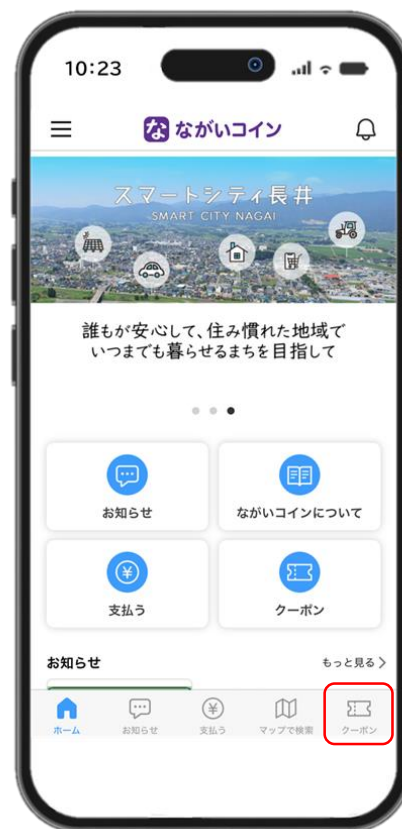 10:23
な ながいコイン
スマートシティ長井
SMART CITY NAGAI
誰もが安心して、住み慣れた地域で
いつまでも暮らせるまちを目指して
お知らせ
ながいコインについて
¥
支払う
クーポン
お知らせ
もっと見る
ホーム
お知らせ
¥
支払う
マップで検索
クーポン